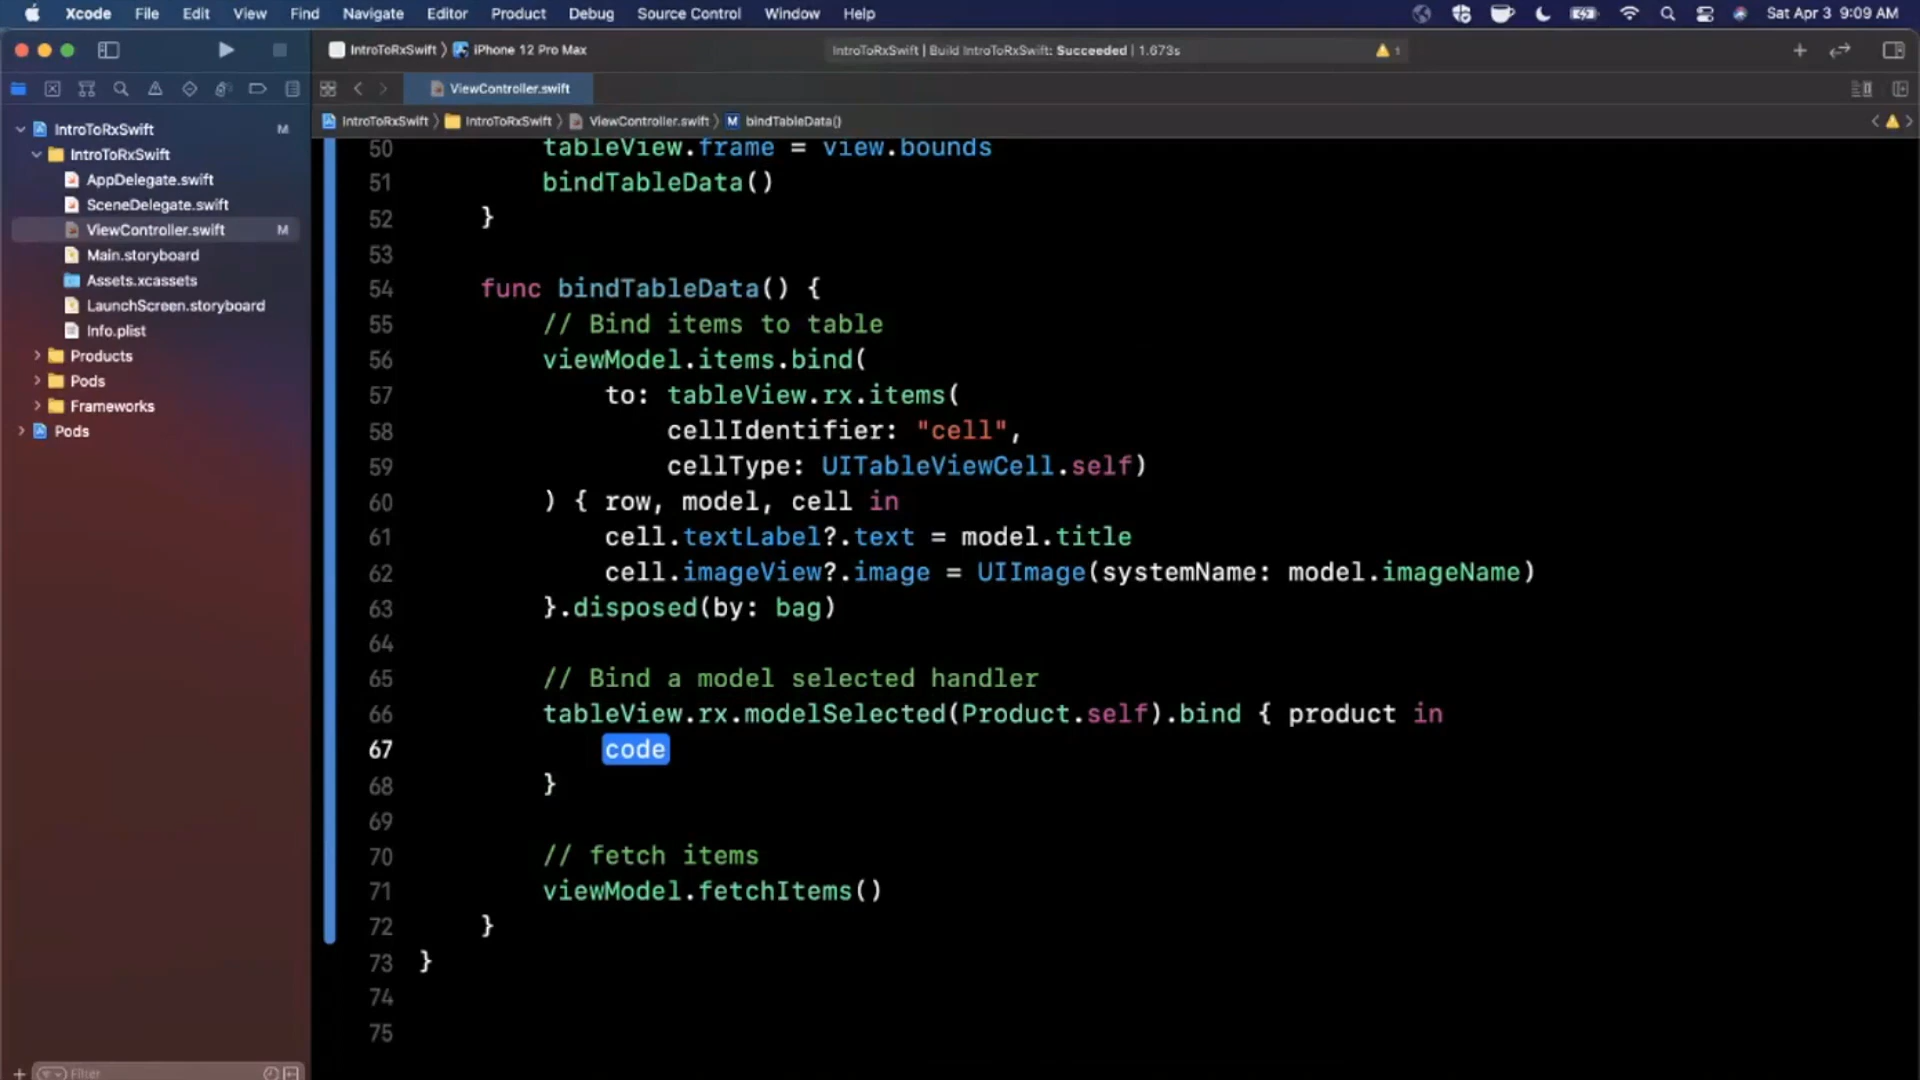 Xcode File Edit View Find Navigate Editor Product Debug Source Control Window Help Sat Apr 3 9:09 AM
IntroToRxSwift iPhone 12 Pro Max IntroToRxSwift | Build IntroToRxSwift: Succeeded | 1.673s 1
ViewController.swift
IntroToRxSwift IntroToRxSwift ViewController.swift M bindTableData()
IntroToRxSwift M
IntroToRxSwift
AppDelegate.swift
SceneDelegate.swift
ViewController.swift M
Main.storyboard
Assets.xcassets
LaunchScreen.storyboard
Info.plist
Products
Pods
Frameworks
Pods
Filter
50 tableView.frame = view.bounds
51 bindTableData()
52 }
53
54 func bindTableData() {
55 // Bind items to table
56 viewModel.items.bind(
57 to: tableView.rx.items(
58 cellIdentifier: "cell",
59 cellType: UITableViewCell.self)
60 ) { row, model, cell in
61 cell.textLabel?.text = model.title
62 cell.imageView?.image = UIImage(systemName: model.imageName)
63 }.disposed(by: bag)
64
65 // Bind a model selected handler
66 tableView.rx.modelSelected(Product.self).bind { product in
67 code
68 }
69
70 // fetch items
71 viewModel.fetchItems()
72 }
73 }
74
75